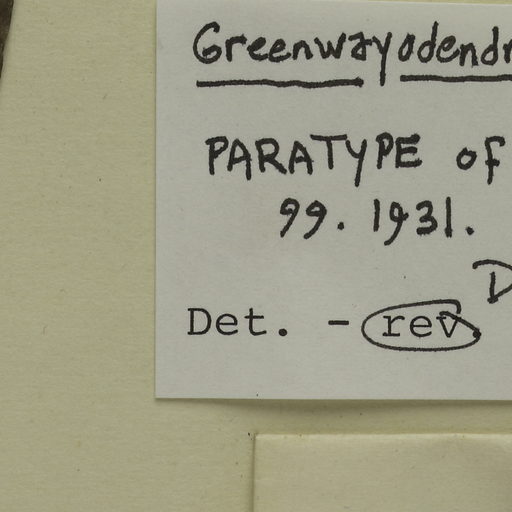 Greenwayodendr
PARATYPE of
99. 1931.
D
Det. - rev.